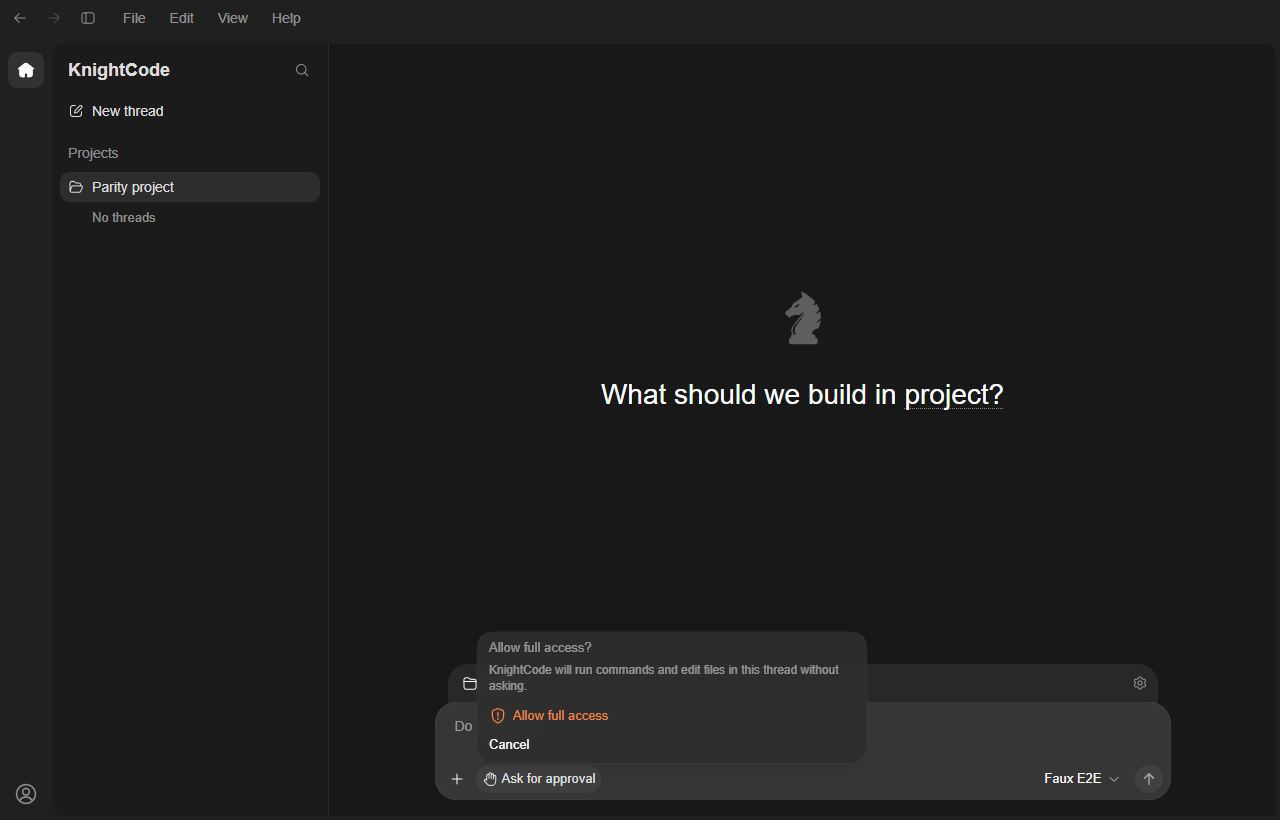 File Edit View Help
KnightCode
New thread
Projects
Parity project
No threads
What should we build in project?
Allow full access?
KnightCode will run commands and edit files in this thread without
asking.
Allow full access
Cancel
Do
Ask for approval
Faux E2E